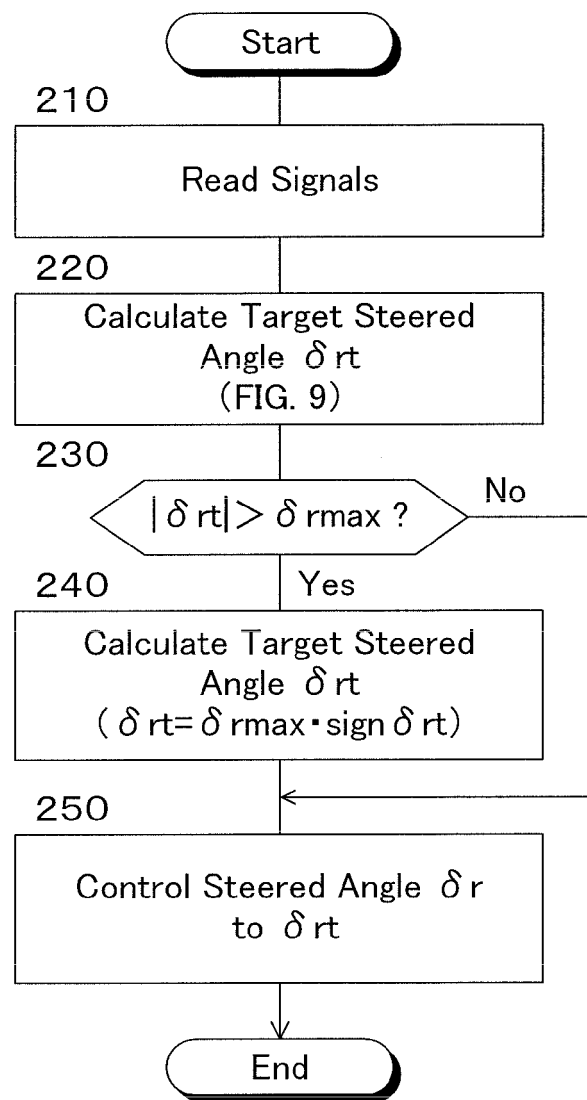 Start
210
Read Signals
220
Calculate Target Steered
Angle δ rt
(FIG. 9)
230
|δ rt|> δ rmax ?
No
Yes
240
Calculate Target Steered
Angle δ rt
( δ rt= δ rmax▪sign δ rt)
250
Control Steered Angle δ r
to δ rt
End